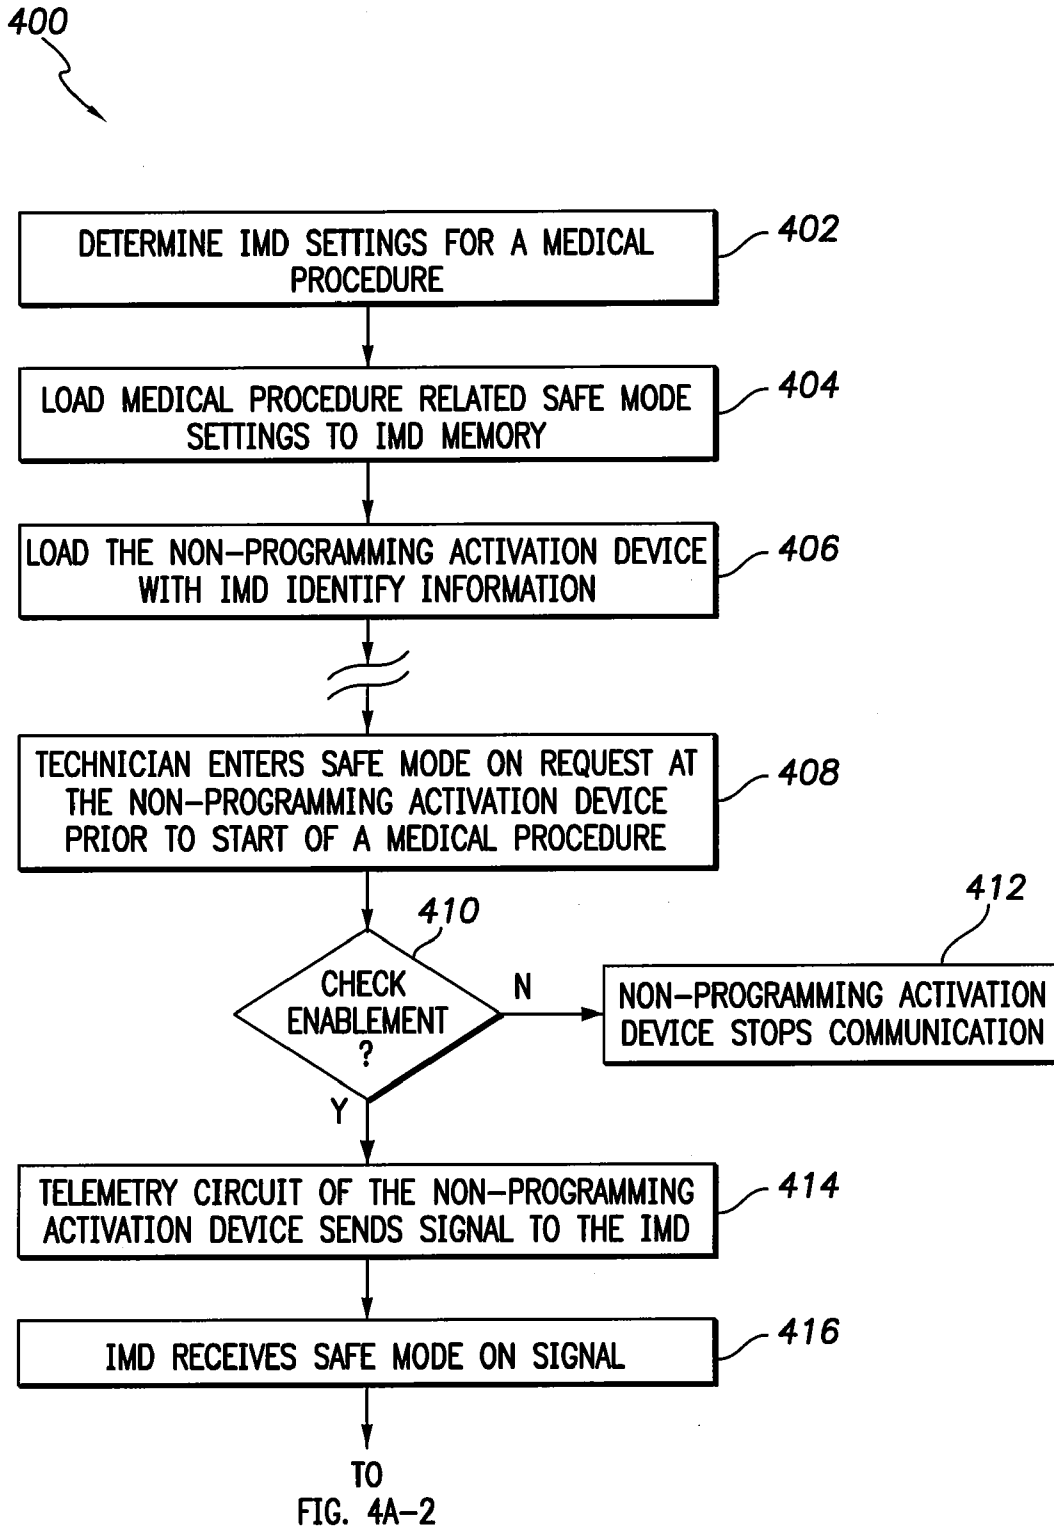 400
DETERMINE IMD SETTINGS FOR A MEDICAL
PROCEDURE
402
LOAD MEDICAL PROCEDURE RELATED SAFE MODE
SETTINGS TO IMD MEMORY
404
LOAD THE NON-PROGRAMMING ACTIVATION DEVICE
WITH IMD IDENTIFY INFORMATION
406
TECHNICIAN ENTERS SAFE MODE ON REQUEST AT
THE NON-PROGRAMMING ACTIVATION DEVICE
PRIOR TO START OF A MEDICAL PROCEDURE
408
410
CHECK
ENABLEMENT
?
N
412
NON-PROGRAMMING ACTIVATION
DEVICE STOPS COMMUNICATION
Y
TELEMETRY CIRCUIT OF THE NON-PROGRAMMING
ACTIVATION DEVICE SENDS SIGNAL TO THE IMD
414
IMD RECEIVES SAFE MODE ON SIGNAL
416
TO
FIG. 4A-2